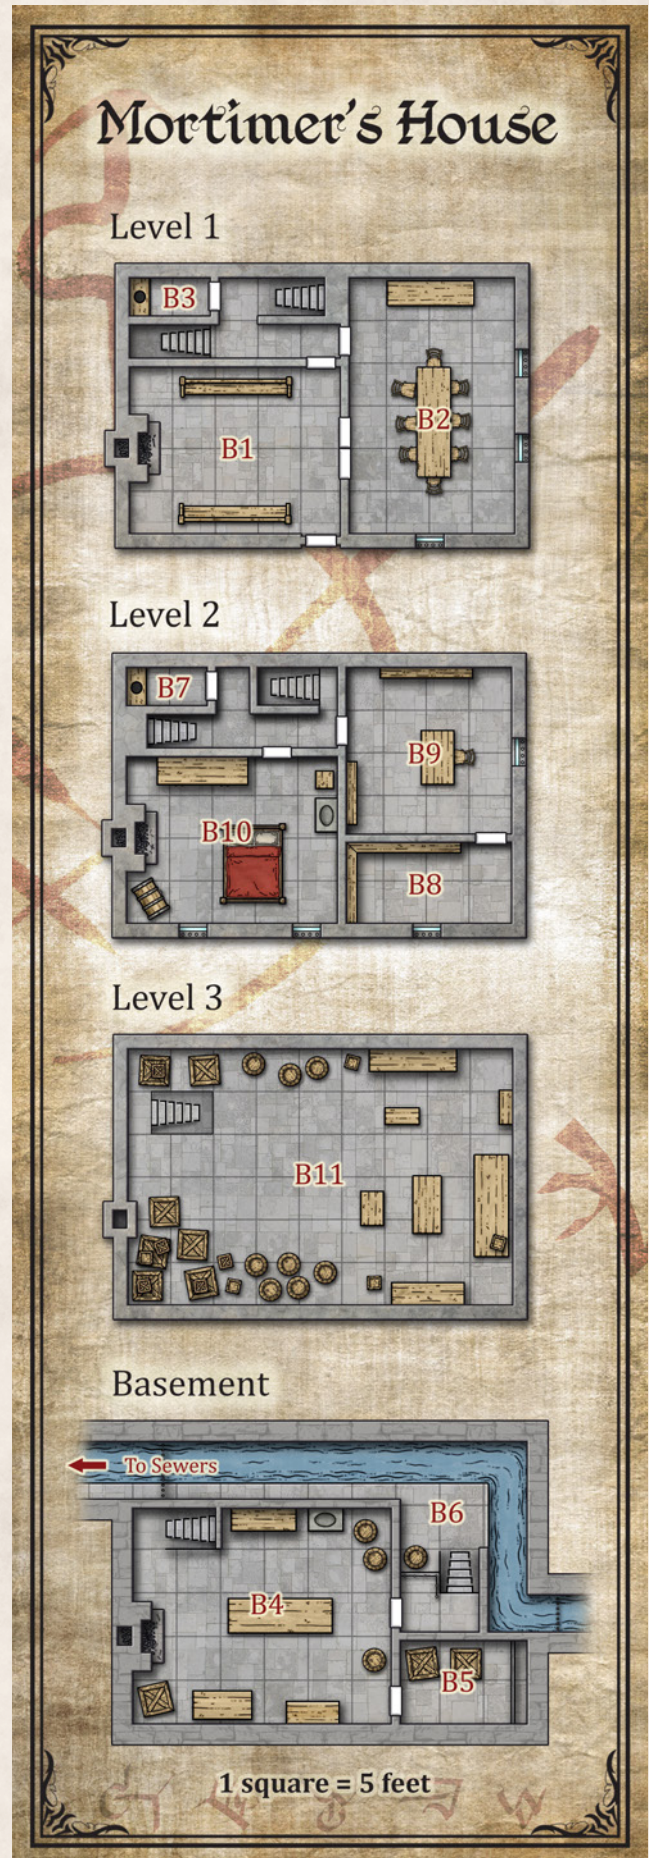 Mortimer's House
Level 1
B3
B2
B1
Level 2
B7
B9
B10
B8
Level 3
B11
Basement
To Sewers
B6
B4
B5
1 square = 5 feet